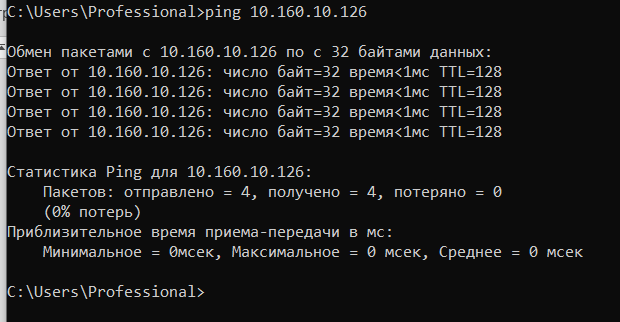 C:\Users\Professional>ping 10.160.10.126
Обмен пакетами с 10.160.10.126 по с 32 байтами данных:
Ответ от 10.160.10.126: число байт=32 время<1мс TTL=128
Ответ от 10.160.10.126: число байт=32 время<1мс TTL=128
Ответ от 10.160.10.126: число байт=32 время<1мс TTL=128
Ответ от 10.160.10.126: число байт=32 время<1мс TTL=128
Статистика Ping для 10.160.10.126:
Пакетов: отправлено = 4, получено = 4, потеряно = 0
(0% потерь)
Приблизительное время приема-передачи в мс:
Минимальное = 0мсек, Максимальное = 0 мсек, Среднее = 0 мсек
C:\Users\Professional>